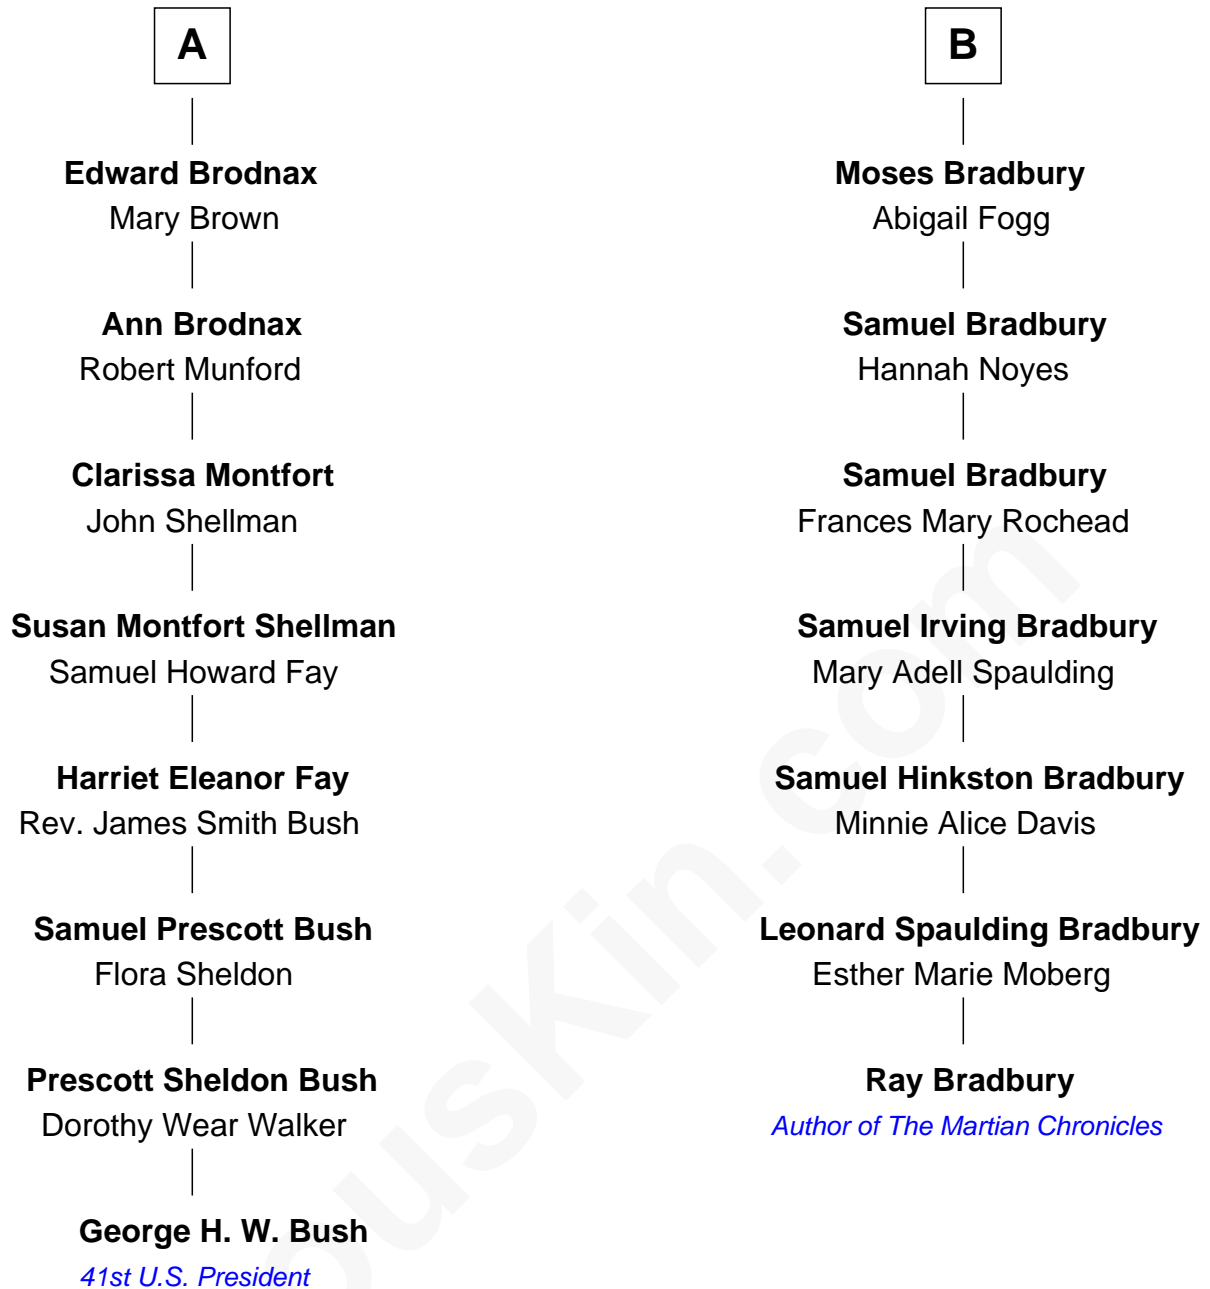 A
Edward Brodnax
Mary Brown
Ann Brodnax
Robert Munford
Clarissa Montfort
John Shellman
Susan Montfort Shellman
Samuel Howard Fay
Harriet Eleanor Fay
Rev. James Smith Bush
Samuel Prescott Bush
Flora Sheldon
Prescott Sheldon Bush
Dorothy Wear Walker
George H. W. Bush
41st U.S. President
B
Moses Bradbury
Abigail Fogg
Samuel Bradbury
Hannah Noyes
Samuel Bradbury
Frances Mary Rochead
Samuel Irving Bradbury
Mary Adell Spaulding
Samuel Hinkston Bradbury
Minnie Alice Davis
Leonard Spaulding Bradbury
Esther Marie Moberg
Ray Bradbury
Author of The Martian Chronicles
ousKin.com